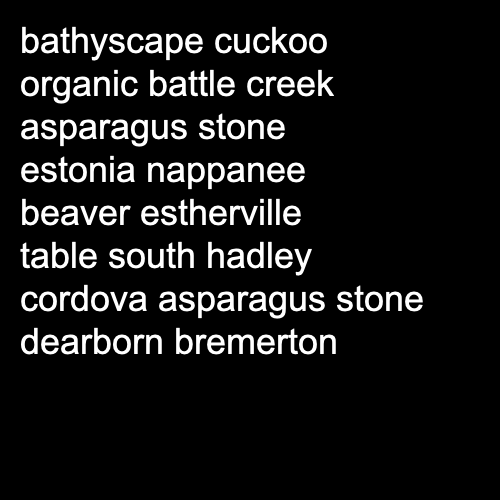 bathyscape cuckoo
organic battle creek
asparagus stone
estonia nappanee
beaver estherville
table south hadley
cordova asparagus stone
dearborn bremerton